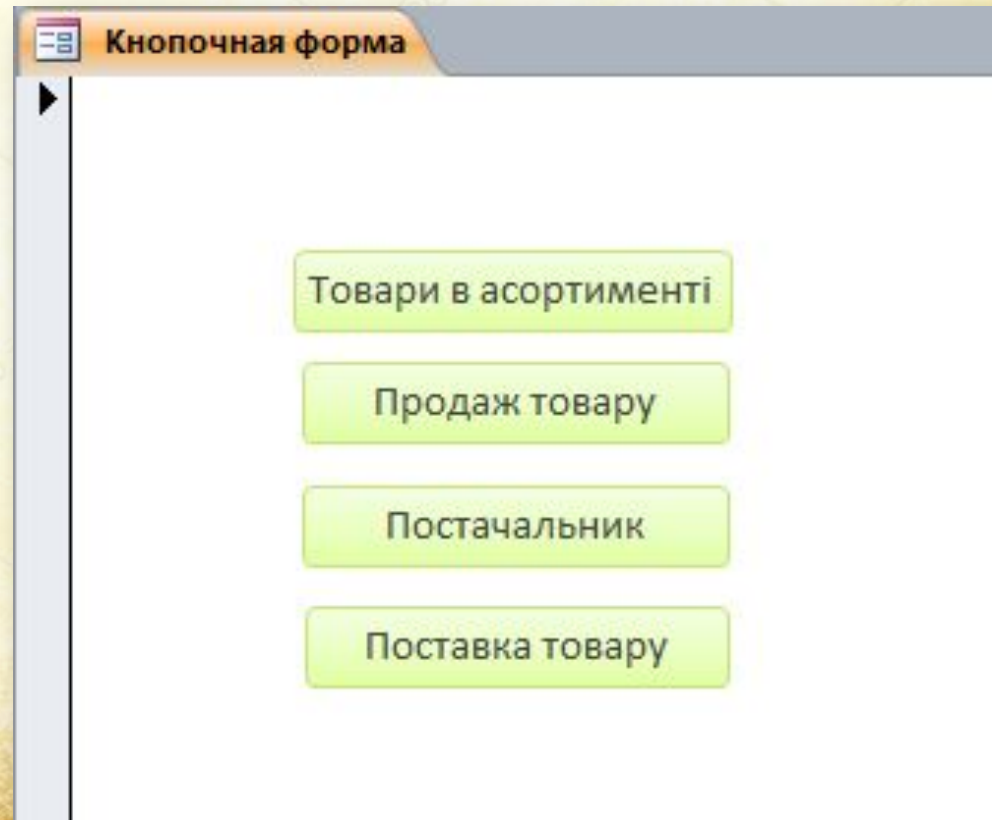 Кнопочная форма
Товари в асортименті
Продаж товару
Постачальник
Поставка товару